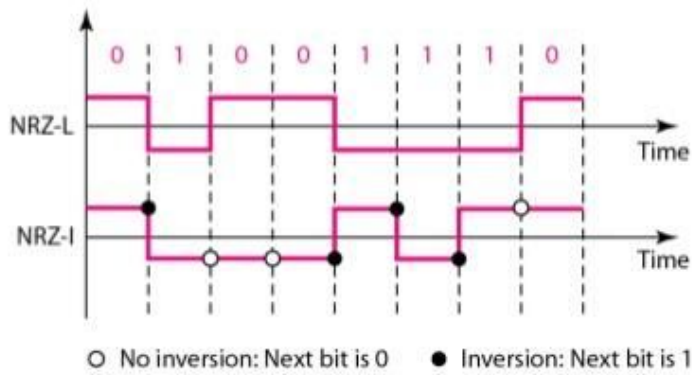 0 1 0 0 1 1 1 0
NRZ-L
Time
NRZ-I
Time
No inversion: Next bit is 0 Inversion: Next bit is 1